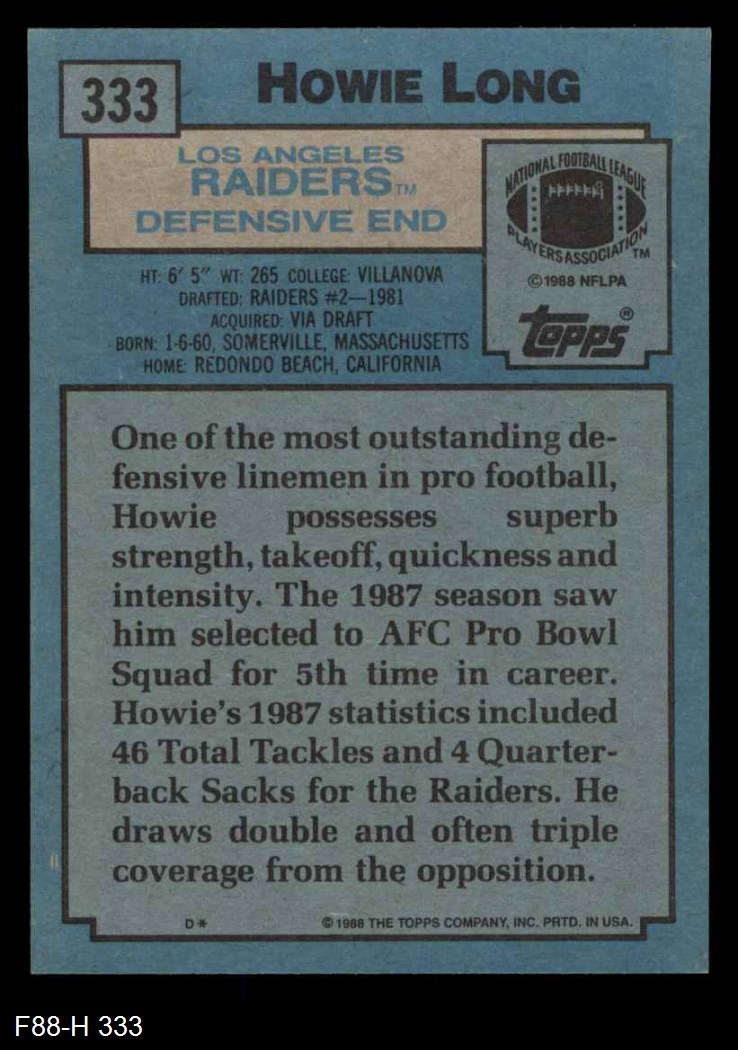 333
HOWIE LONG
LOS ANGELES
RAIDERS™
DEFENSIVE END
NATIONAL FOOTBALL LEAGUE
PLAYERS ASSOCIATION™
©1988 NFLPA
Topps®
HT: 6' 5" WT: 265 COLLEGE: VILLANOVA
DRAFTED: RAIDERS #2—1981
ACQUIRED: VIA DRAFT
BORN: 1-6-60, SOMERVILLE, MASSACHUSETTS
HOME: REDONDO BEACH, CALIFORNIA
One of the most outstanding de-
fensive linemen in pro football,
Howie possesses superb
strength, takeoff, quickness and
intensity. The 1987 season saw
him selected to AFC Pro Bowl
Squad for 5th time in career.
Howie's 1987 statistics included
46 Total Tackles and 4 Quarter-
back Sacks for the Raiders. He
draws double and often triple
coverage from the opposition.
D*
© 1988 THE TOPPS COMPANY, INC. PRTD. IN USA.
F88-H 333